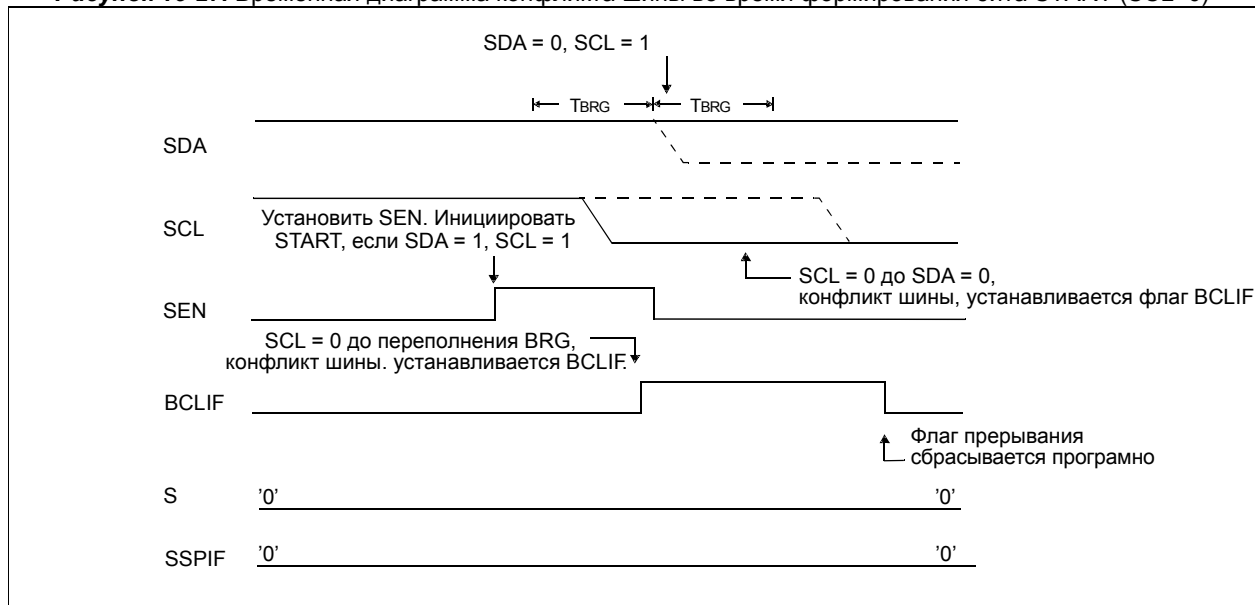 SDA = 0, SCL = 1
TBRG TBRG
SDA
SCL
Установить SEN. Инициировать
START, если SDA = 1, SCL = 1
SCL = 0 до SDA = 0,
конфликт шины, устанавливается флаг BCLIF
SEN
SCL = 0 до переполнения BRG,
конфликт шины. устанавливается BCLIF.
BCLIF
Флаг прерывания
сбрасывается програмно
S '0' '0'
SSPIF '0' '0'